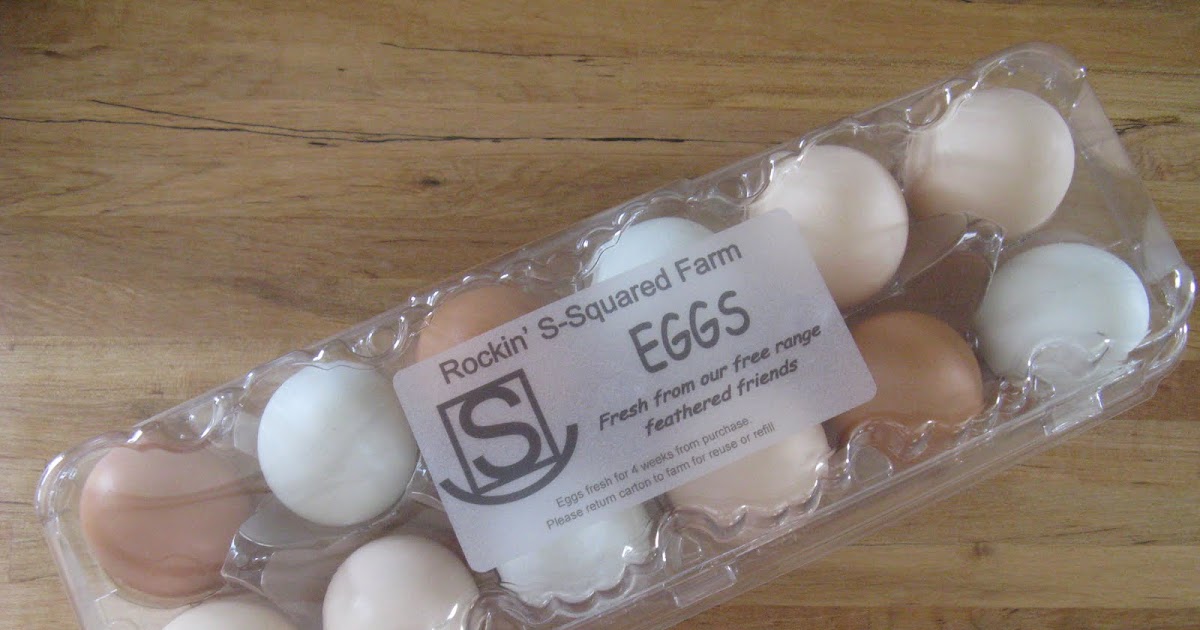 Rockin' S-Squared Farm
EGGS
Fresh from our free range
feathered friends
S
Eggs fresh for 4 weeks from purchase.
Please return carton to farm for reuse or refill